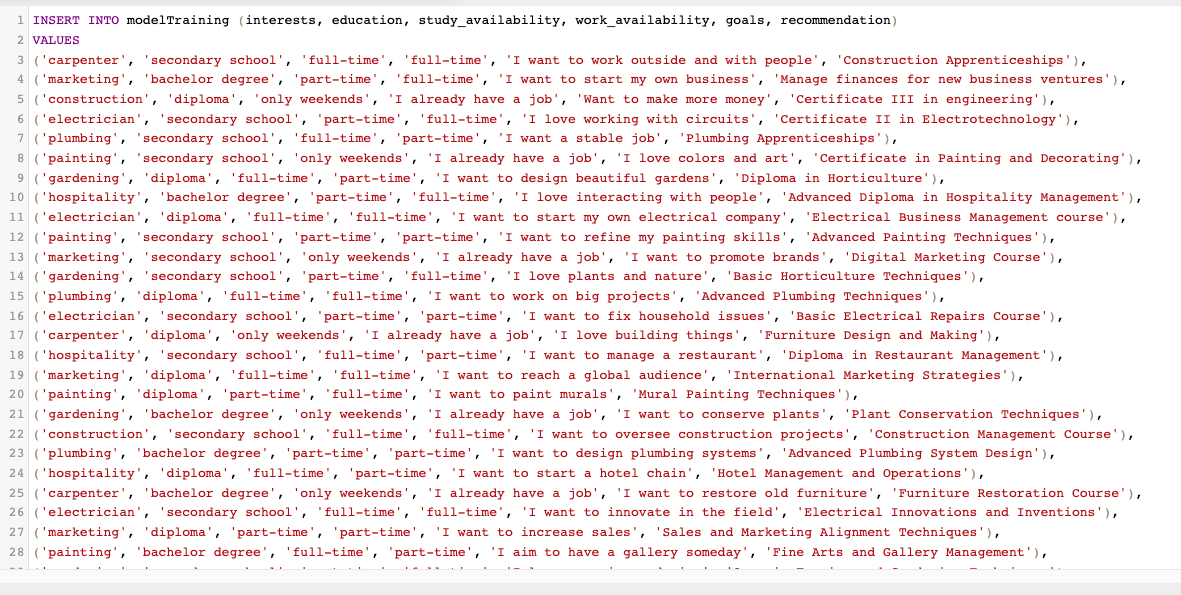 1 INSERT INTO modelTraining (interests, education, study_availability, work_availability, goals, recommendation)
2 VALUES
3 ('carpenter', 'secondary school', 'full-time', 'full-time', 'I want to work outside and with people', 'Construction Apprenticeships'),
4 ('marketing', 'bachelor degree', 'part-time', 'full-time', 'I want to start my own business', 'Manage finances for new business ventures'),
5 ('construction', 'diploma', 'only weekends', 'I already have a job', 'Want to make more money', 'Certificate III in engineering'),
6 ('electrician', 'secondary school', 'part-time', 'full-time', 'I love working with circuits', 'Certificate II in Electrotechnology'),
7 ('plumbing', 'secondary school', 'full-time', 'part-time', 'I want a stable job', 'Plumbing Apprenticeships'),
8 ('painting', 'secondary school', 'only weekends', 'I already have a job', 'I love colors and art', 'Certificate in Painting and Decorating'),
9 ('gardening', 'diploma', 'full-time', 'part-time', 'I want to design beautiful gardens', 'Diploma in Horticulture'),
10 ('hospitality', 'bachelor degree', 'part-time', 'full-time', 'I love interacting with people', 'Advanced Diploma in Hospitality Management'),
11 ('electrician', 'diploma', 'full-time', 'full-time', 'I want to start my own electrical company', 'Electrical Business Management course'),
12 ('painting', 'secondary school', 'part-time', 'part-time', 'I want to refine my painting skills', 'Advanced Painting Techniques'),
13 ('marketing', 'secondary school', 'only weekends', 'I already have a job', 'I want to promote brands', 'Digital Marketing Course'),
14 ('gardening', 'secondary school', 'part-time', 'full-time', 'I love plants and nature', 'Basic Horticulture Techniques'),
15 ('plumbing', 'diploma', 'full-time', 'full-time', 'I want to work on big projects', 'Advanced Plumbing Techniques'),
16 ('electrician', 'secondary school', 'part-time', 'part-time', 'I want to fix household issues', 'Basic Electrical Repairs Course'),
17 ('carpenter', 'diploma', 'only weekends', 'I already have a job', 'I love building things', 'Furniture Design and Making'),
18 ('hospitality', 'secondary school', 'full-time', 'part-time', 'I want to manage a restaurant', 'Diploma in Restaurant Management'),
19 ('marketing', 'diploma', 'full-time', 'full-time', 'I want to reach a global audience', 'International Marketing Strategies'),
20 ('painting', 'diploma', 'part-time', 'full-time', 'I want to paint murals', 'Mural Painting Techniques'),
21 ('gardening', 'bachelor degree', 'only weekends', 'I already have a job', 'I want to conserve plants', 'Plant Conservation Techniques'),
22 ('construction', 'secondary school', 'full-time', 'full-time', 'I want to oversee construction projects', 'Construction Management Course'),
23 ('plumbing', 'bachelor degree', 'part-time', 'part-time', 'I want to design plumbing systems', 'Advanced Plumbing System Design'),
24 ('hospitality', 'diploma', 'full-time', 'part-time', 'I want to start a hotel chain', 'Hotel Management and Operations'),
25 ('carpenter', 'bachelor degree', 'only weekends', 'I already have a job', 'I want to restore old furniture', 'Furniture Restoration Course'),
26 ('electrician', 'secondary school', 'full-time', 'full-time', 'I want to innovate in the field', 'Electrical Innovations and Inventions'),
27 ('marketing', 'diploma', 'part-time', 'part-time', 'I want to increase sales', 'Sales and Marketing Alignment Techniques'),
28 ('painting', 'bachelor degree', 'full-time', 'part-time', 'I aim to have a gallery someday', 'Fine Arts and Gallery Management'),